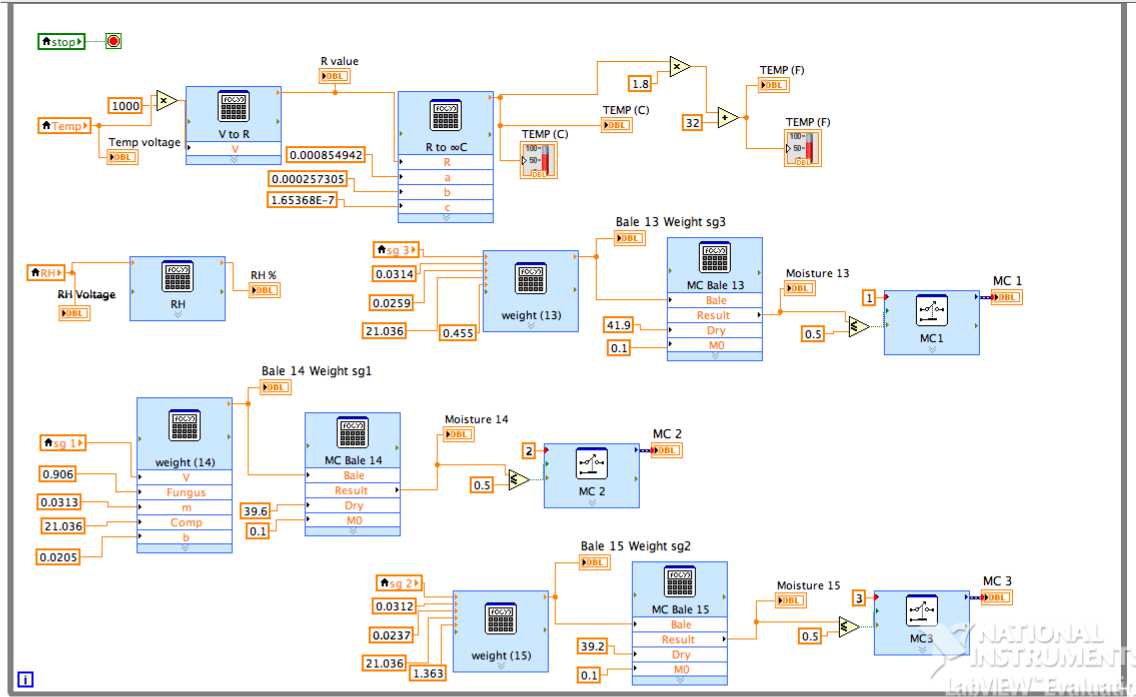 stop
R value
DBL
1000
f(x,y)
V to R
V
Temp
Temp voltage
DBL
0.000854942
0.000257305
1.65368E-7
f(x,y)
R to ∞C
R
a
b
c
1.8
32
TEMP (C)
DBL
TEMP (C)
100
50
DBL
TEMP (F)
DBL
TEMP (F)
100
50
DBL
RH
RH Voltage
DBL
f(x,y)
RH
RH %
DBL
sg 3
0.0314
0.0259
21.036
0.455
f(x,y)
weight (13)
Bale 13 Weight sg3
DBL
f(x,y)
MC Bale 13
Bale
Result
Dry
M0
41.9
0.1
Moisture 13
DBL
0.5
1
MC1
MC 1
DBL
Bale 14 Weight sg1
DBL
sg 1
0.906
0.0313
21.036
0.0205
f(x,y)
weight (14)
V
Fungus
m
Comp
b
f(x,y)
MC Bale 14
Bale
Result
Dry
M0
39.6
0.1
Moisture 14
DBL
0.5
2
MC 2
MC 2
DBL
Bale 15 Weight sg2
DBL
sg 2
0.0312
0.0237
21.036
1.363
f(x,y)
weight (15)
f(x,y)
MC Bale 15
Bale
Result
Dry
M0
39.2
0.1
Moisture 15
DBL
0.5
3
MC3
MC 3
DBL
i
NATIONAL
INSTRUMENTS
LabVIEW™ Evaluati